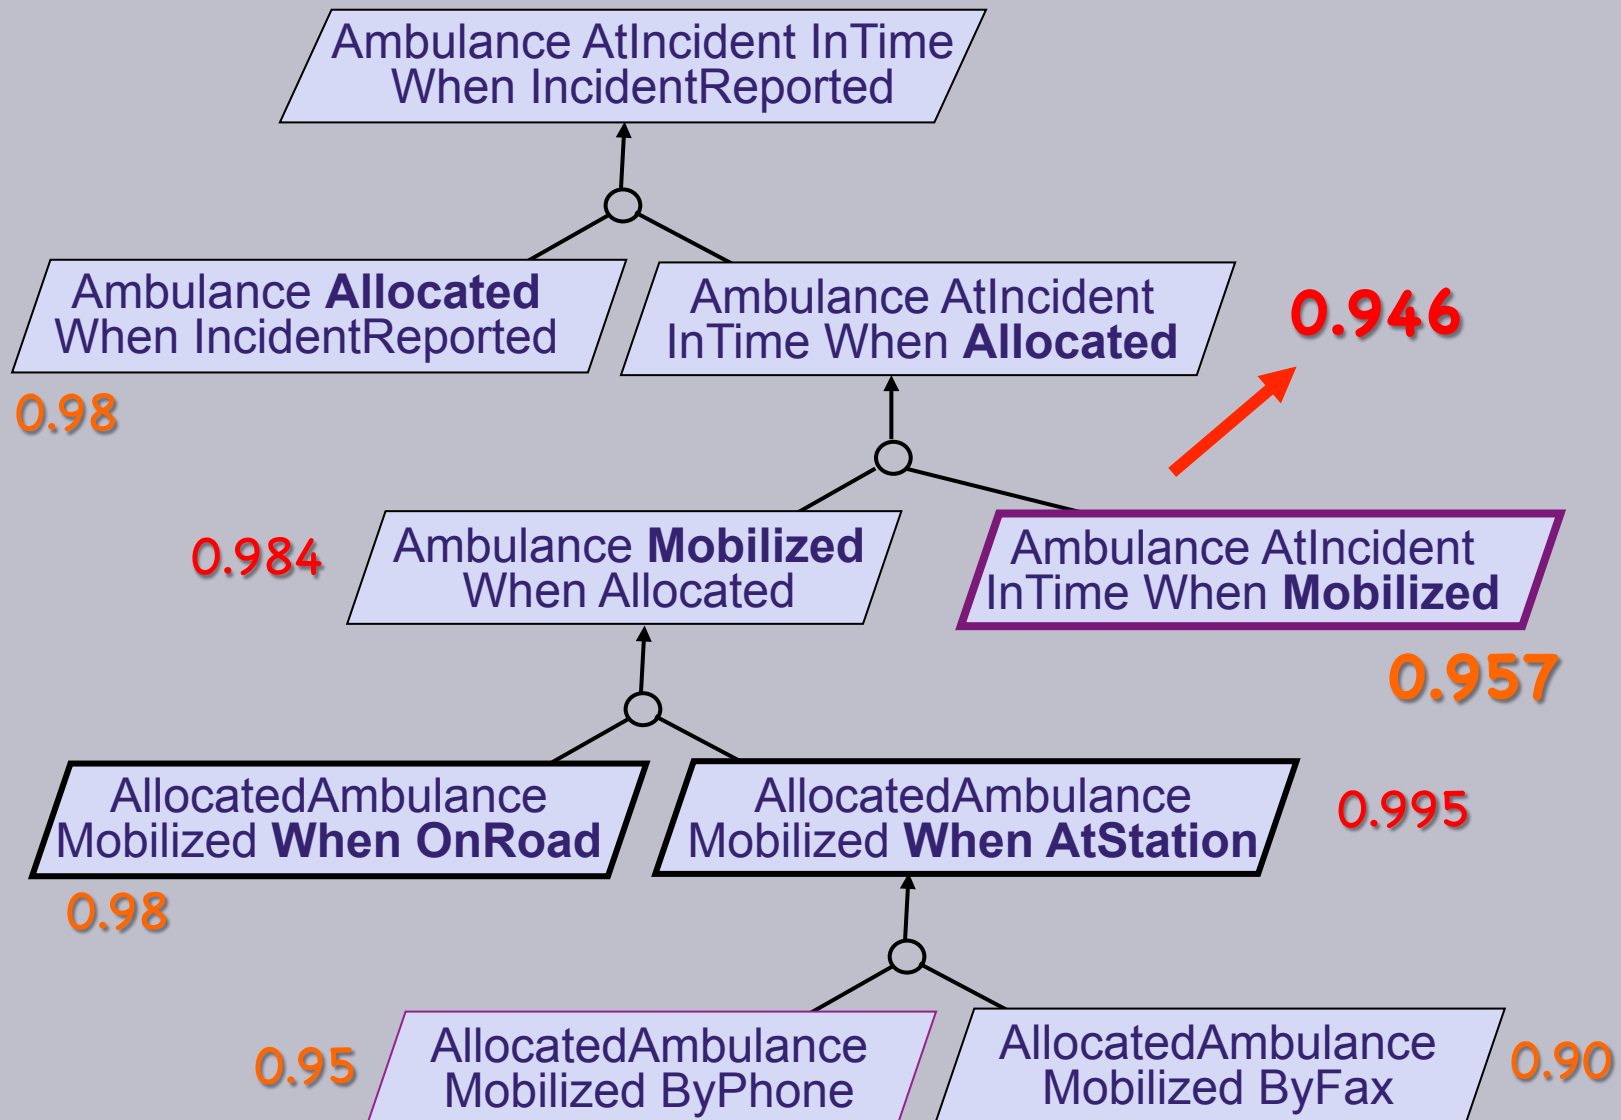 Ambulance AtIncident InTime
When IncidentReported
Ambulance Allocated
When IncidentReported
0.98
Ambulance AtIncident
InTime When Allocated
0.946
0.984
Ambulance Mobilized
When Allocated
Ambulance AtIncident
InTime When Mobilized
0.957
AllocatedAmbulance
Mobilized When OnRoad
0.98
AllocatedAmbulance
Mobilized When AtStation
0.995
0.95
AllocatedAmbulance
Mobilized ByPhone
AllocatedAmbulance
Mobilized ByFax
0.90